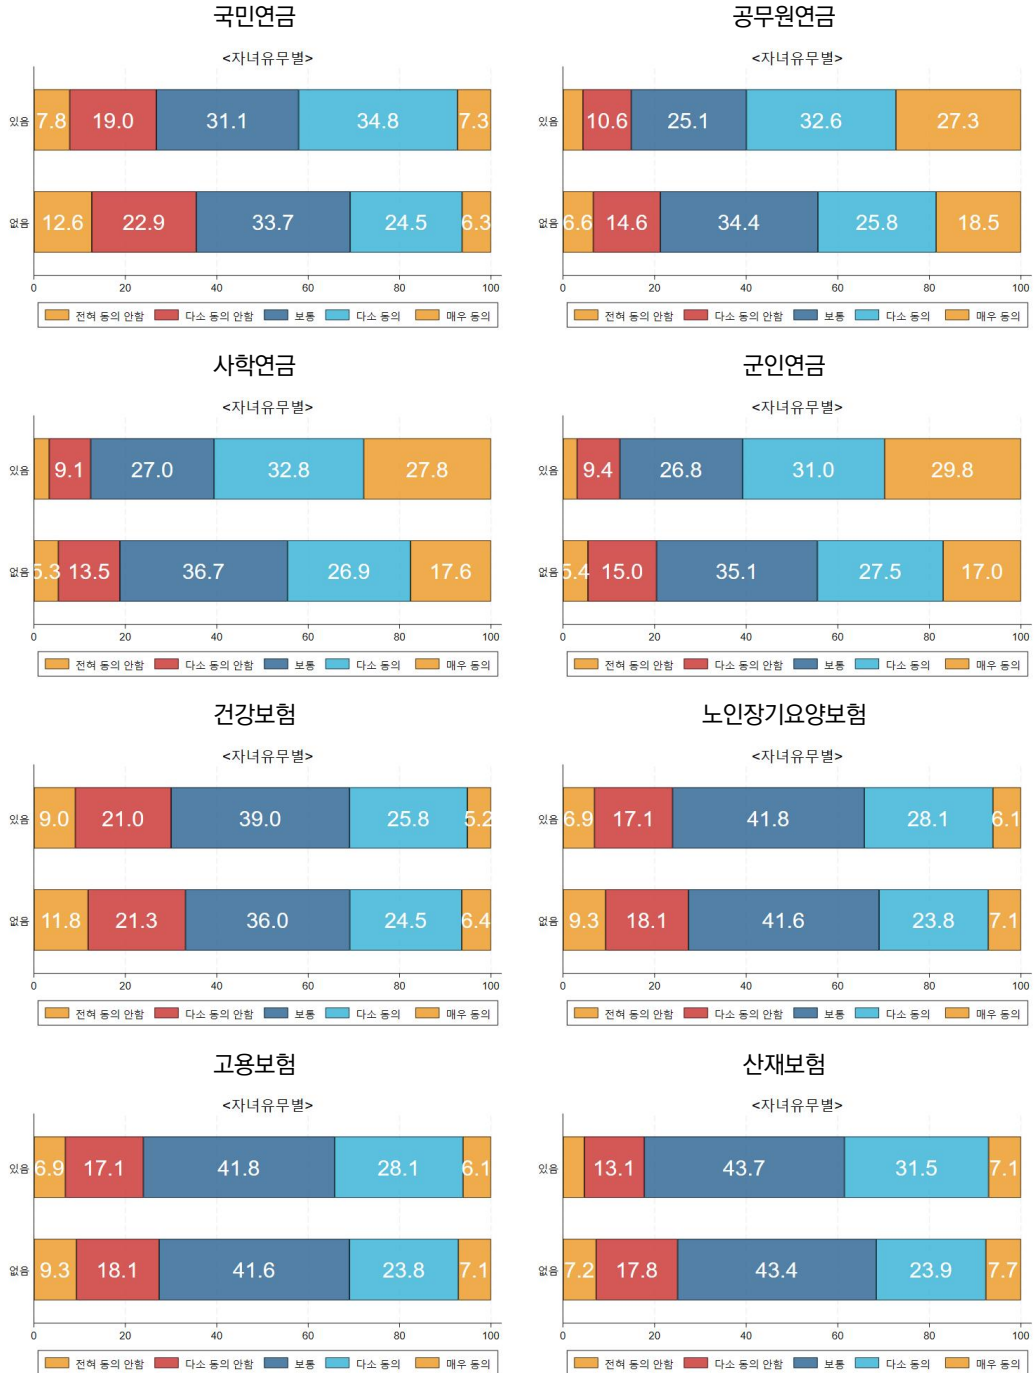 국민연금
<자녀유무별>
있음 7.8 19.0 31.1 34.8 7.3
없음 12.6 22.9 33.7 24.5 6.3
0 20 40 60 80 100
전혀 동의 안함 다소 동의 안함 보통 다소 동의 매우 동의
공무원연금
<자녀유무별>
있음 10.6 25.1 32.6 27.3
없음 6.6 14.6 34.4 25.8 18.5
0 20 40 60 80 100
전혀 동의 안함 다소 동의 안함 보통 다소 동의 매우 동의
사학연금
<자녀유무별>
있음 9.1 27.0 32.8 27.8
없음 5.3 13.5 36.7 26.9 17.6
0 20 40 60 80 100
전혀 동의 안함 다소 동의 안함 보통 다소 동의 매우 동의
군인연금
<자녀유무별>
있음 9.4 26.8 31.0 29.8
없음 5.4 15.0 35.1 27.5 17.0
0 20 40 60 80 100
전혀 동의 안함 다소 동의 안함 보통 다소 동의 매우 동의
건강보험
<자녀유무별>
있음 9.0 21.0 39.0 25.8 5.2
없음 11.8 21.3 36.0 24.5 6.4
0 20 40 60 80 100
전혀 동의 안함 다소 동의 안함 보통 다소 동의 매우 동의
노인장기요양보험
<자녀유무별>
있음 6.9 17.1 41.8 28.1 6.1
없음 9.3 18.1 41.6 23.8 7.1
0 20 40 60 80 100
전혀 동의 안함 다소 동의 안함 보통 다소 동의 매우 동의
고용보험
<자녀유무별>
있음 6.9 17.1 41.8 28.1 6.1
없음 9.3 18.1 41.6 23.8 7.1
0 20 40 60 80 100
전혀 동의 안함 다소 동의 안함 보통 다소 동의 매우 동의
산재보험
<자녀유무별>
있음 13.1 43.7 31.5 7.1
없음 7.2 17.8 43.4 23.9 7.7
0 20 40 60 80 100
전혀 동의 안함 다소 동의 안함 보통 다소 동의 매우 동의